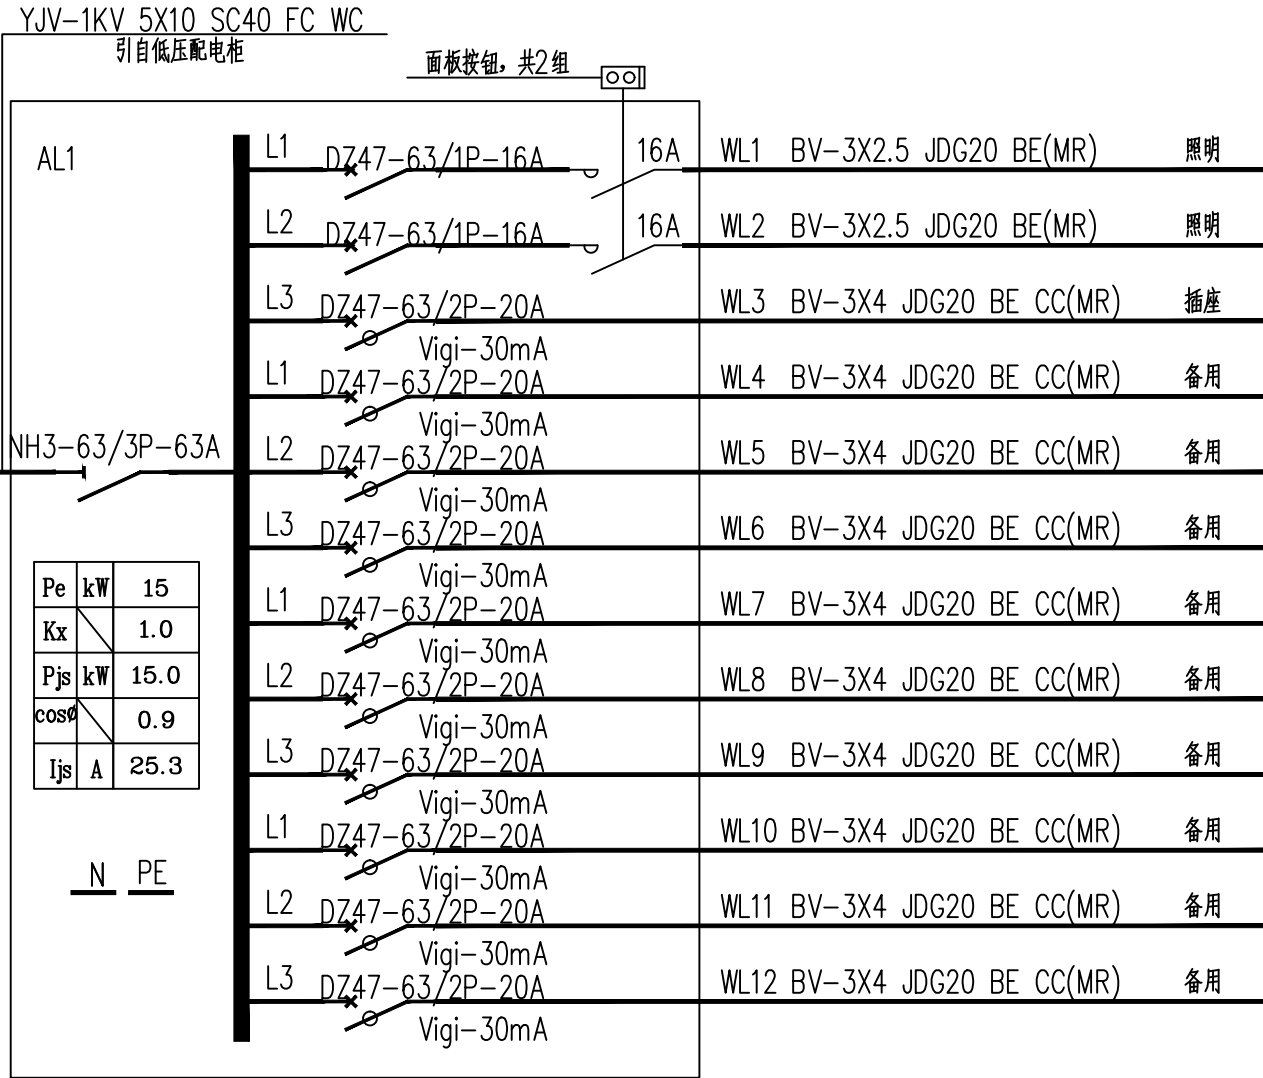 YJV-1KV 5X10 SC40 FC WC
引自低压配电柜
面板按钮，共2组
AL1
L1 DZ47-63/1P-16A 16A WL1 BV-3X2.5 JDG20 BE(MR) 照明
L2 DZ47-63/1P-16A 16A WL2 BV-3X2.5 JDG20 BE(MR) 照明
L3 DZ47-63/2P-20A WL3 BV-3X4 JDG20 BE CC(MR) 插座
Vigi-30mA
L1 DZ47-63/2P-20A WL4 BV-3X4 JDG20 BE CC(MR) 备用
Vigi-30mA
NH3-63/3P-63A
L2 DZ47-63/2P-20A WL5 BV-3X4 JDG20 BE CC(MR) 备用
Vigi-30mA
L3 DZ47-63/2P-20A WL6 BV-3X4 JDG20 BE CC(MR) 备用
Vigi-30mA
L1 DZ47-63/2P-20A WL7 BV-3X4 JDG20 BE CC(MR) 备用
Vigi-30mA
L2 DZ47-63/2P-20A WL8 BV-3X4 JDG20 BE CC(MR) 备用
Vigi-30mA
L3 DZ47-63/2P-20A WL9 BV-3X4 JDG20 BE CC(MR) 备用
Vigi-30mA
L1 DZ47-63/2P-20A WL10 BV-3X4 JDG20 BE CC(MR) 备用
Vigi-30mA
L2 DZ47-63/2P-20A WL11 BV-3X4 JDG20 BE CC(MR) 备用
Vigi-30mA
L3 DZ47-63/2P-20A WL12 BV-3X4 JDG20 BE CC(MR) 备用
Vigi-30mA
Pe kW 15
Kx 1.0
Pjs kW 15.0
cosø 0.9
Ijs A 25.3
N PE